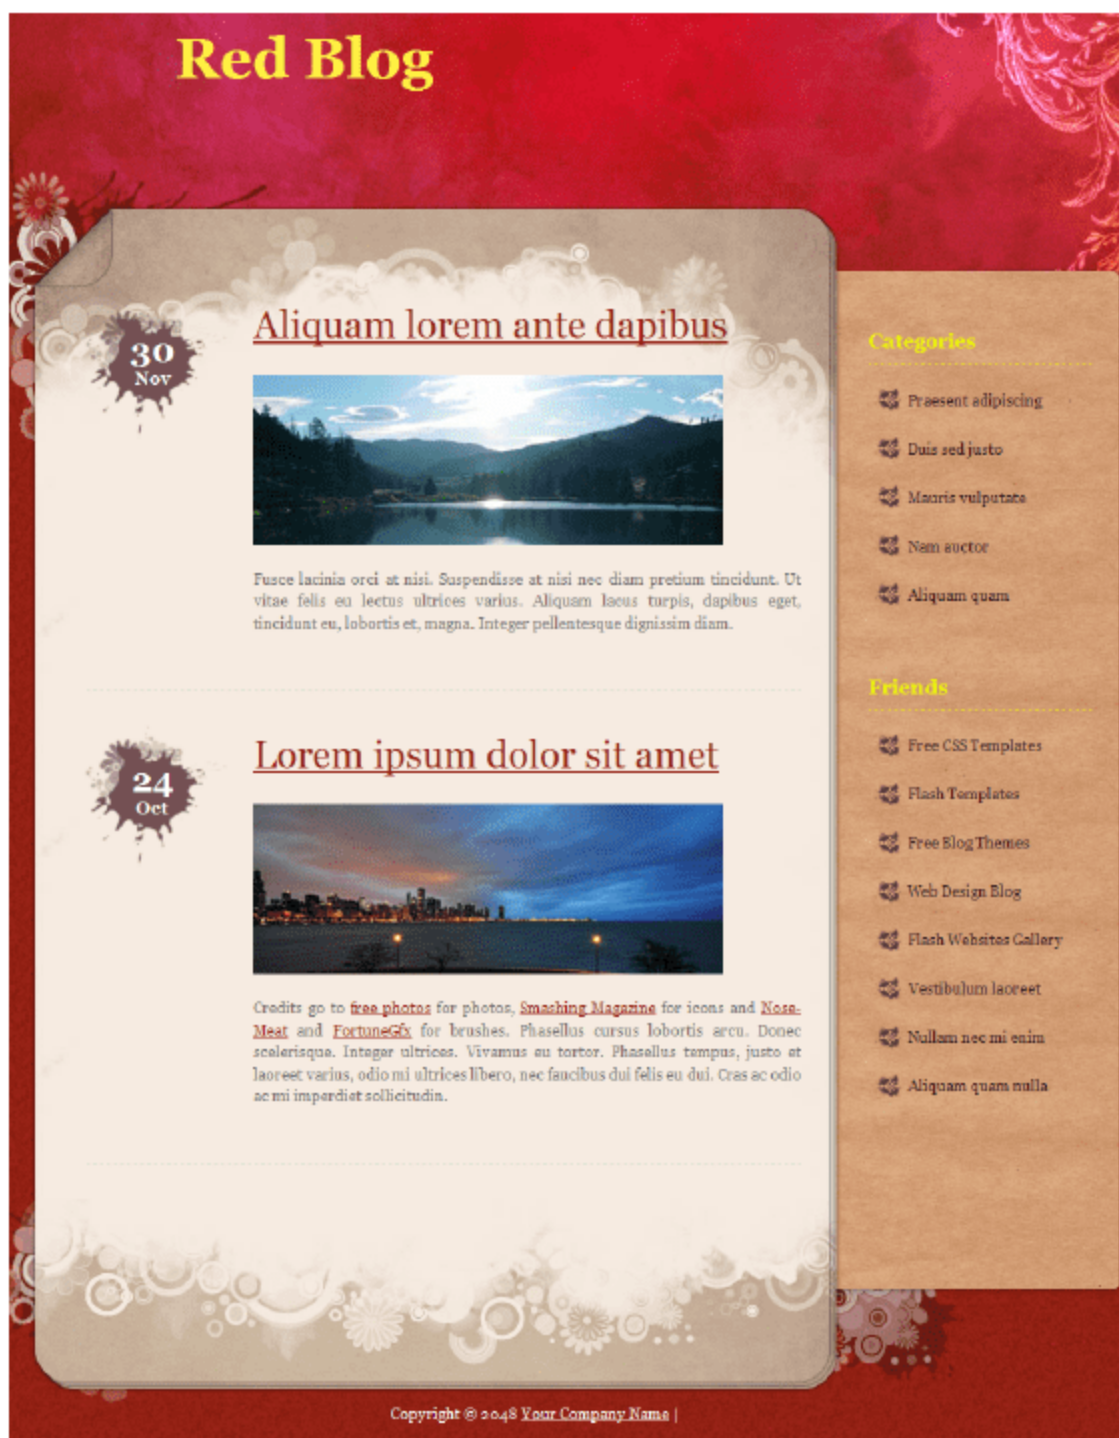 Red Blog
30
Nov
Aliquam lorem ante dapibus
Fusce lacinia orci at nisi. Suspendisse at nisi nec diam pretium tincidunt. Ut
vitae felis eu lectus ultrices varius. Aliquam lacus turpis, dapibus eget,
tincidunt eu, lobortis et, magna. Integer pellentesque dignissim diam.
24
Oct
Lorem ipsum dolor sit amet
Credits go to free photos for photos, Smashing Magazine for icons and Nose-
Meat and FortuneGfx for brushes. Phasellus cursus lobortis arcu. Donec
scelerisque. Integer ultrices. Vivamus eu tortor. Phasellus tempus, justo et
laoreet varius, odio mi ultrices libero, nec faucibus dui felis eu dui. Cras ac odio
ac mi imperdiet sollicitudin.
Categories
Praesent adipiscing
Duis sed justo
Mauris vulputate
Nam auctor
Aliquam quam
Friends
Free CSS Templates
Flash Templates
Free Blog Themes
Web Design Blog
Flash Websites Gallery
Vestibulum laoreet
Nullam nec mi enim
Aliquam quam nulla
Copyright © 2048 Your Company Name |